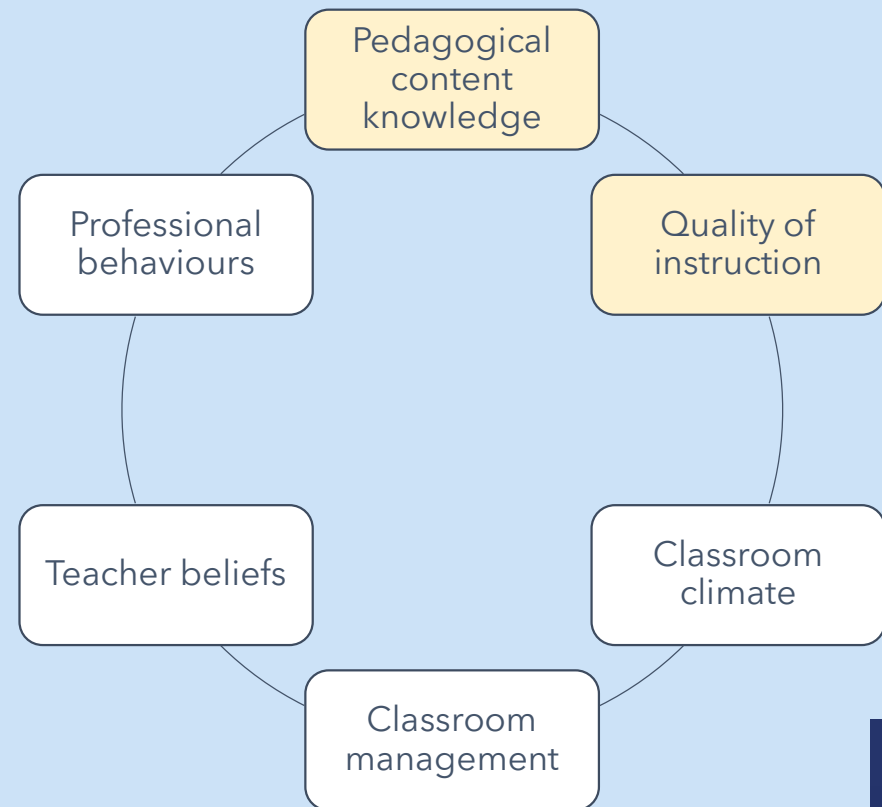 Pedagogical
content
knowledge
Quality of
instruction
Classroom
climate
Classroom
management
Teacher beliefs
Professional
behaviours